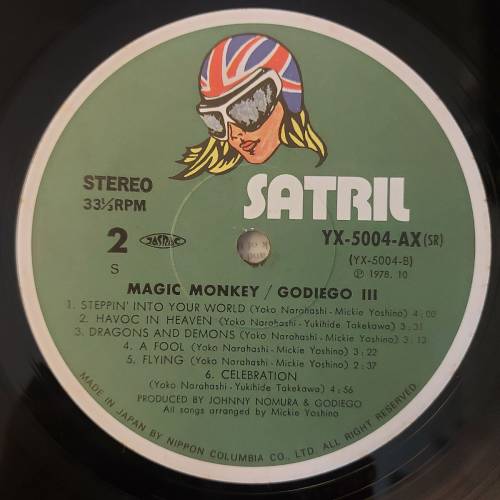 SATRIL
STEREO
33⅓RPM
2
S
JASRAC
YX-5004-AX(SR)
(YX-5004-B)
℗ 1978. 10
MAGIC MONKEY / GODIEGO III
1. STEPPIN' INTO YOUR WORLD (Yoko Narahashi - Mickie Yoshino) 4:00
2. HAVOC IN HEAVEN (Yoko Narahashi - Yukihide Takekawa) 3:31
3. DRAGONS AND DEMONS (Yoko Narahashi - Mickie Yoshino) 3:13
4. A FOOL (Yoko Narahashi - Mickie Yoshino) 3:22
5. FLYING (Yoko Narahashi - Mickie Yoshino) 2:37
6. CELEBRATION
(Yoko Narahashi - Yukihide Takekawa) 4:56
PRODUCED BY JOHNNY NOMURA & GODIEGO
All songs arranged by Mickie Yoshino
MADE IN JAPAN BY NIPPON COLUMBIA CO., LTD. ALL RIGHT RESERVED.